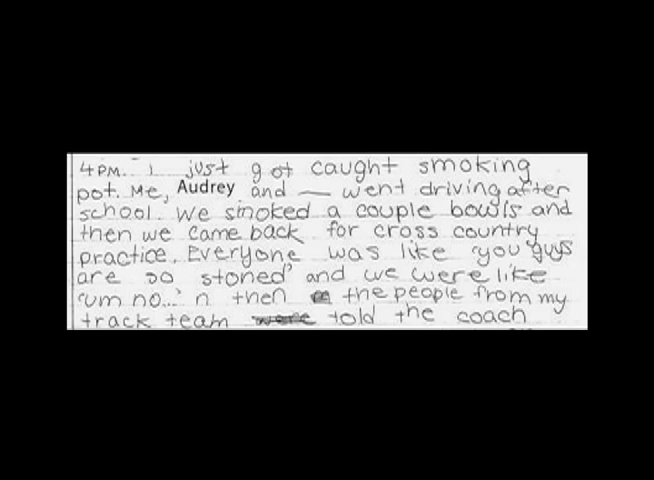 4PM. I just got caught smoking
pot. Me, Audrey and — went driving after
school. We smoked a couple bowls and
then we came back for cross country
practice. Everyone was like 'you guys
are so stoned' and we were like
'um no...' n then the people from my
track team told the coach